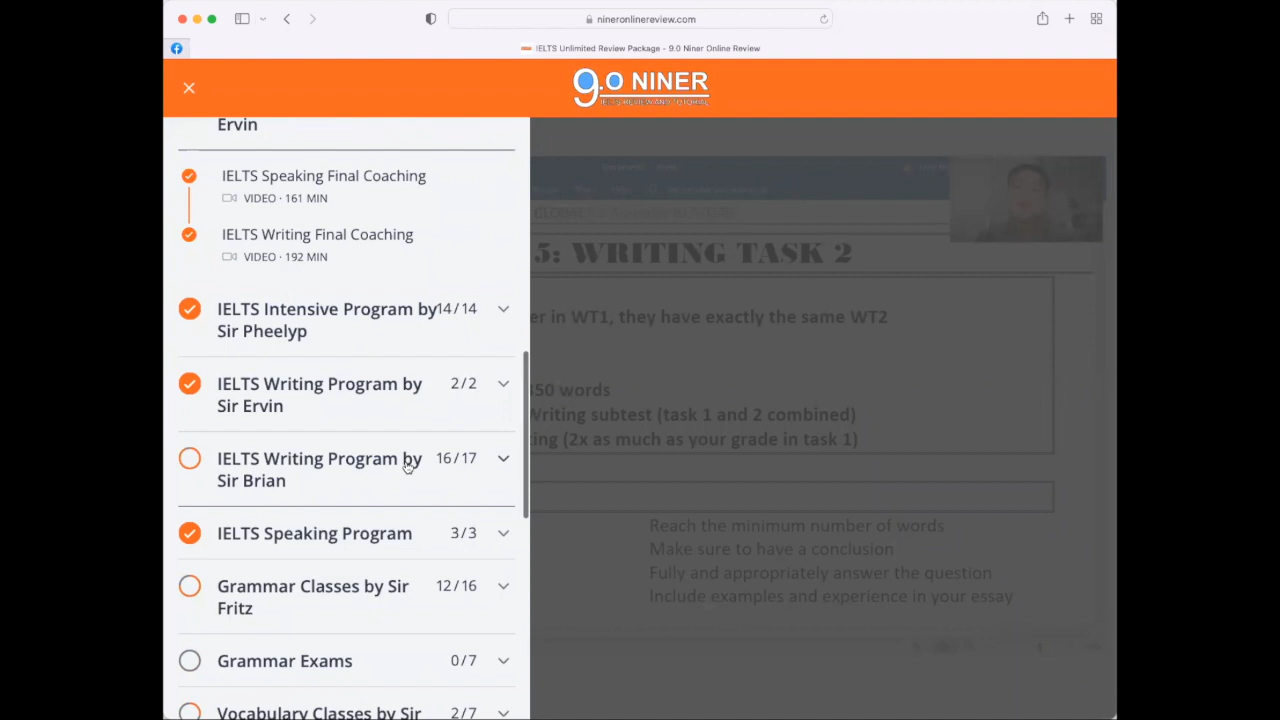 nineronlinereview.com
IELTS Unlimited Review Package - 9.0 Niner Online Review
9.0 NINER
IELTS REVIEW AND TUTORIAL
Ervin
IELTS Speaking Final Coaching
VIDEO · 161 MIN
IELTS Writing Final Coaching
VIDEO · 192 MIN
IELTS Intensive Program by 14/14
Sir Pheelyp
IELTS Writing Program by 2/2
Sir Ervin
IELTS Writing Program by 16/17
Sir Brian
IELTS Speaking Program 3/3
Grammar Classes by Sir 12/16
Fritz
Grammar Exams 0/7
Vocabulary Classes by Sir 2/7
5: WRITING TASK 2
er in WT1, they have exactly the same WT2
350 words
Writing subtest (task 1 and 2 combined)
ing (2x as much as your grade in task 1)
Reach the minimum number of words
Make sure to have a conclusion
Fully and appropriately answer the question
Include examples and experience in your essay